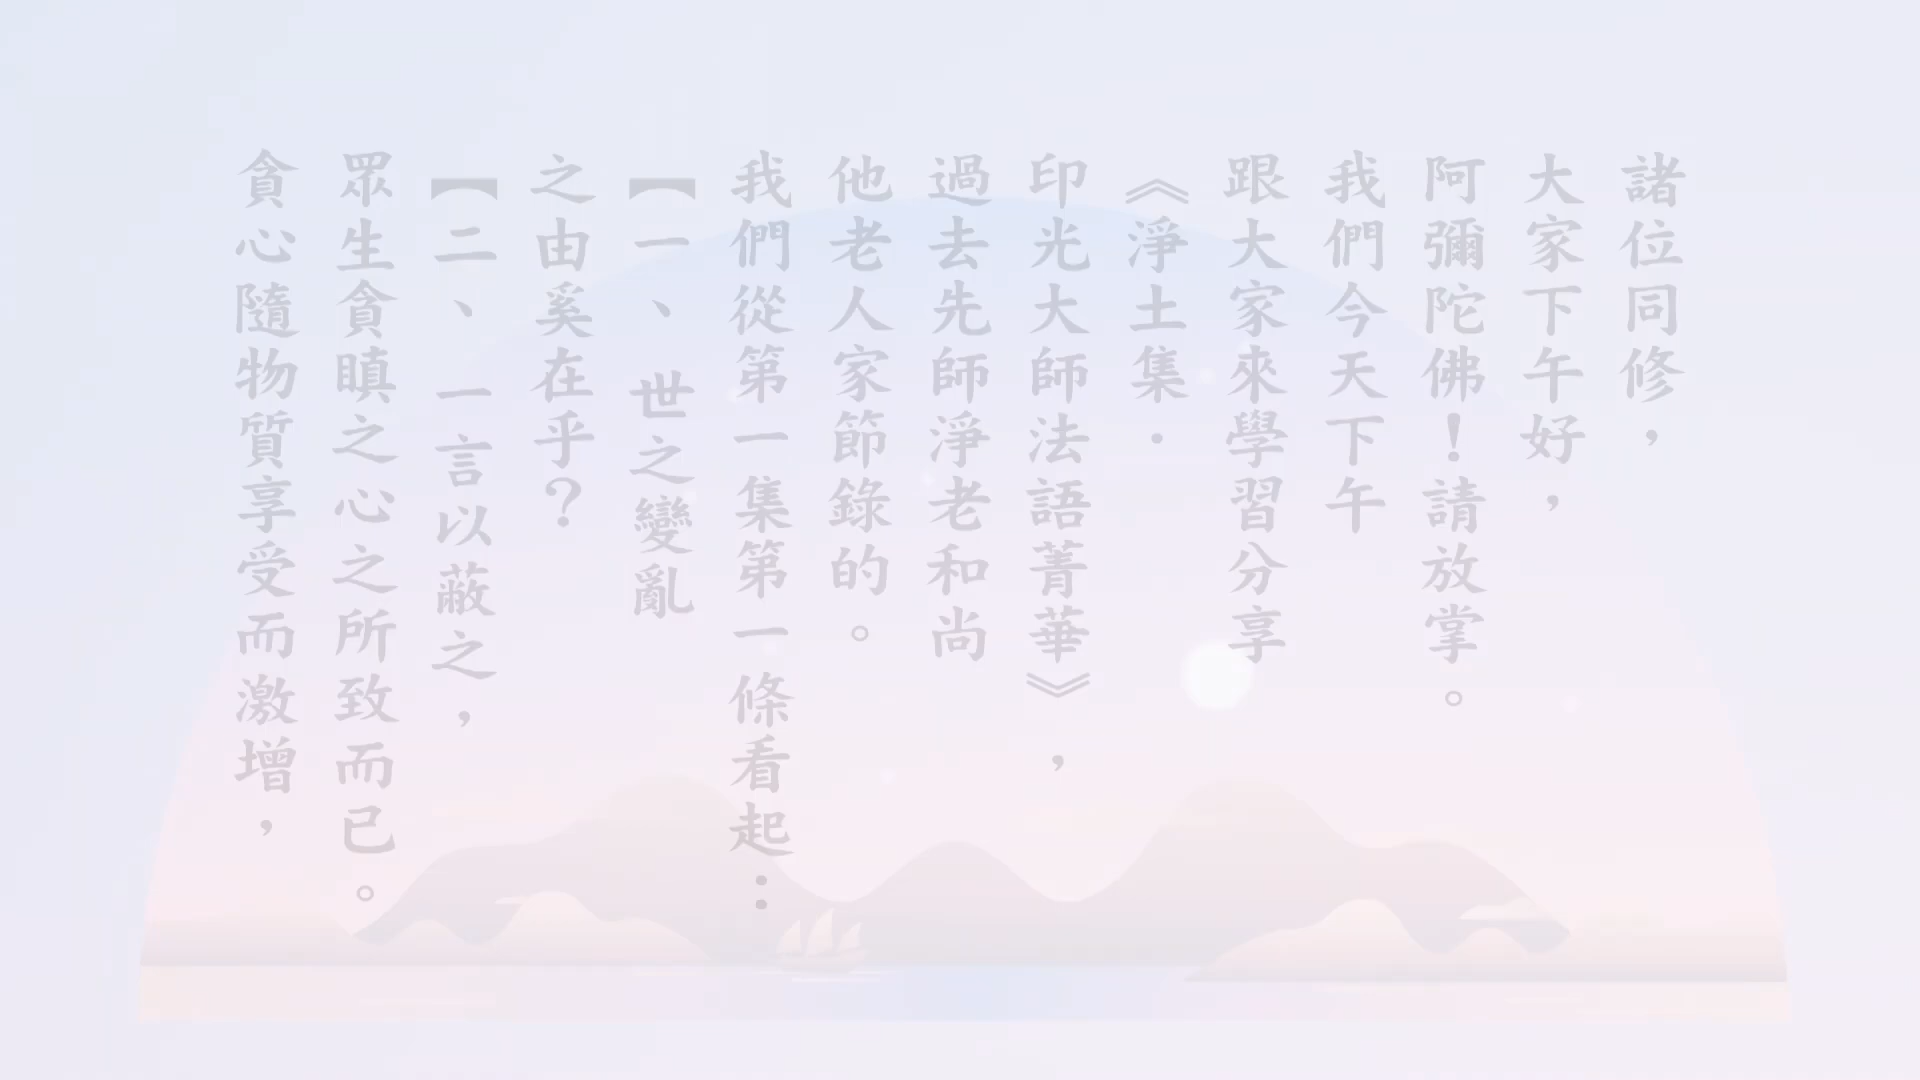 諸位同修，
大家下午好，
阿彌陀佛！請放掌。
我們今天下午
跟大家來學習分享
《淨土集．
印光大師法語菁華》，
過去先師淨老和尚
他老人家節錄的。
我們從第一集第一條看起：
【一、世之變亂
之由奚在乎？
【二、一言以蔽之，
眾生貪瞋之心之所致而已。
貪心隨物質享受而激增，